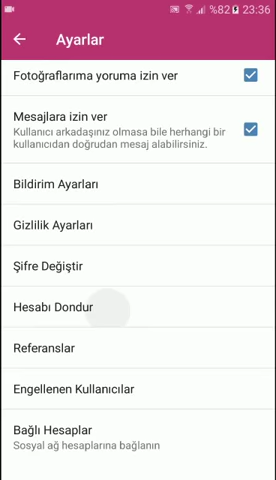 %82 23:36
Ayarlar
Fotoğraflarıma yoruma izin ver
Mesajlara izin ver
Kullanıcı arkadaşınız olmasa bile herhangi bir
kullanıcıdan doğrudan mesaj alabilirsiniz.
Bildirim Ayarları
Gizlilik Ayarları
Şifre Değiştir
Hesabı Dondur
Referanslar
Engellenen Kullanıcılar
Bağlı Hesaplar
Sosyal ağ hesaplarına bağlanın